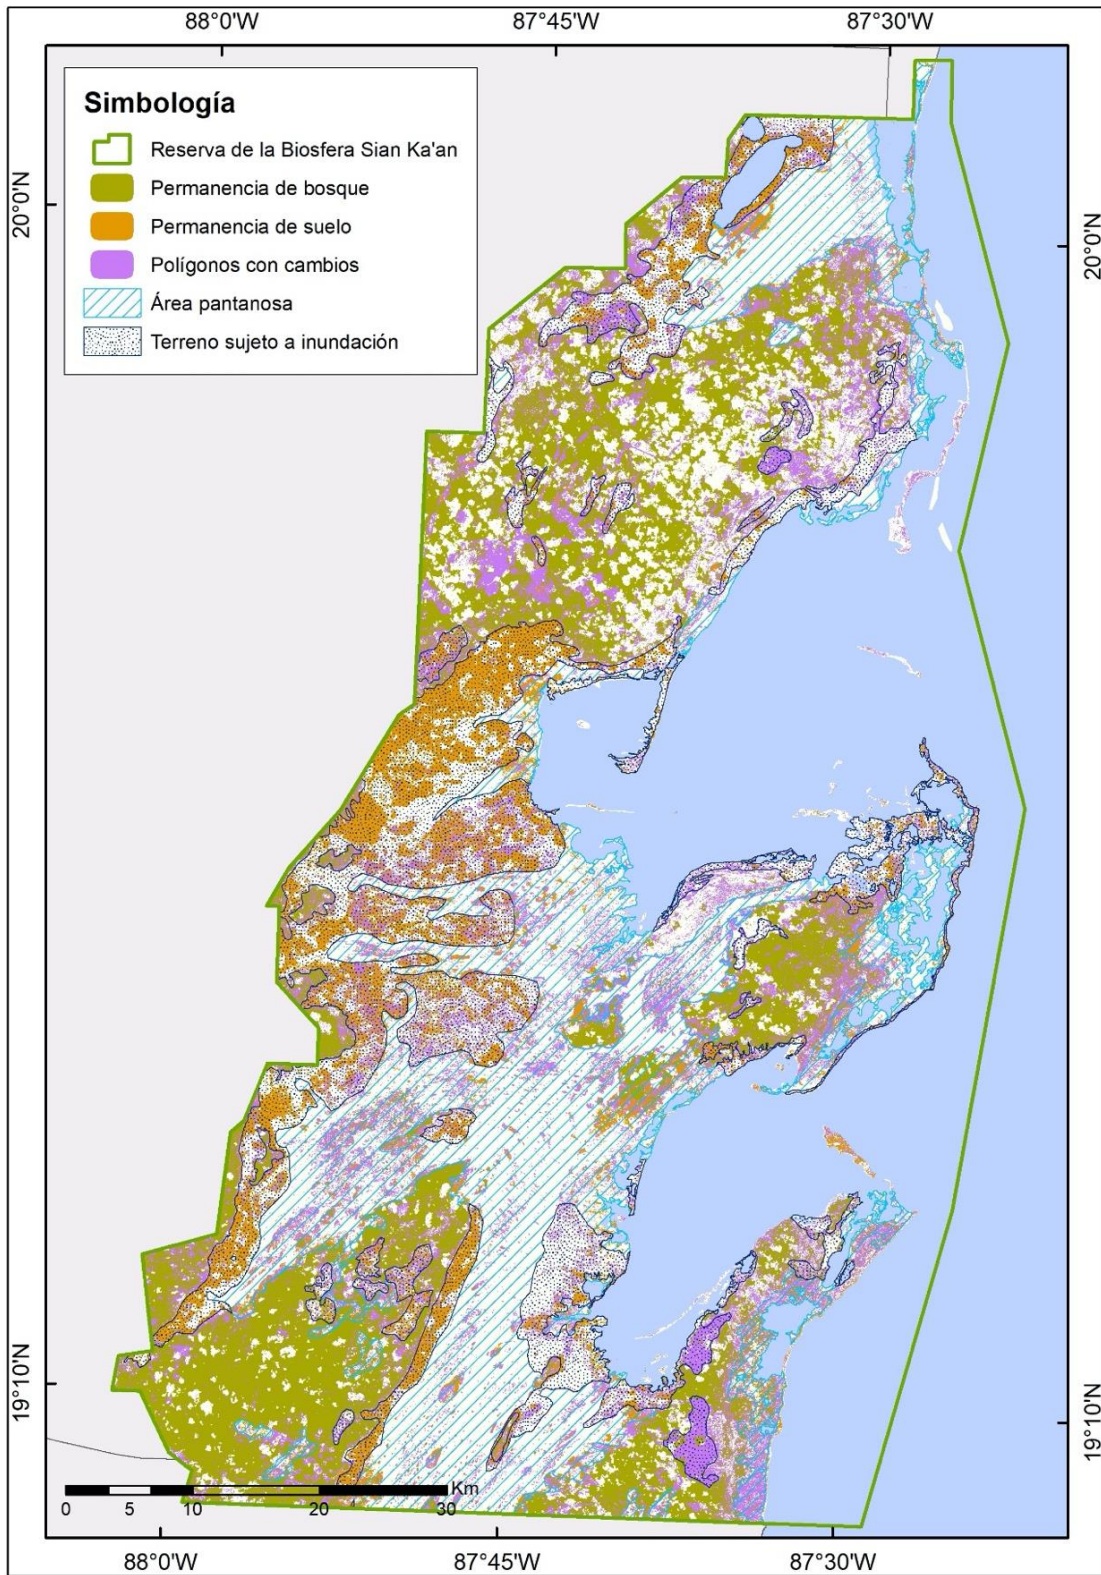 88°0'W 87°45'W 87°30'W
Simbología
Reserva de la Biosfera Sian Ka'an
Permanencia de bosque
Permanencia de suelo
Polígonos con cambios
Área pantanosa
Terreno sujeto a inundación
20°0'N
20°0'N
19°10'N
19°10'N
Km
0 5 10 20 30
88°0'W 87°45'W 87°30'W